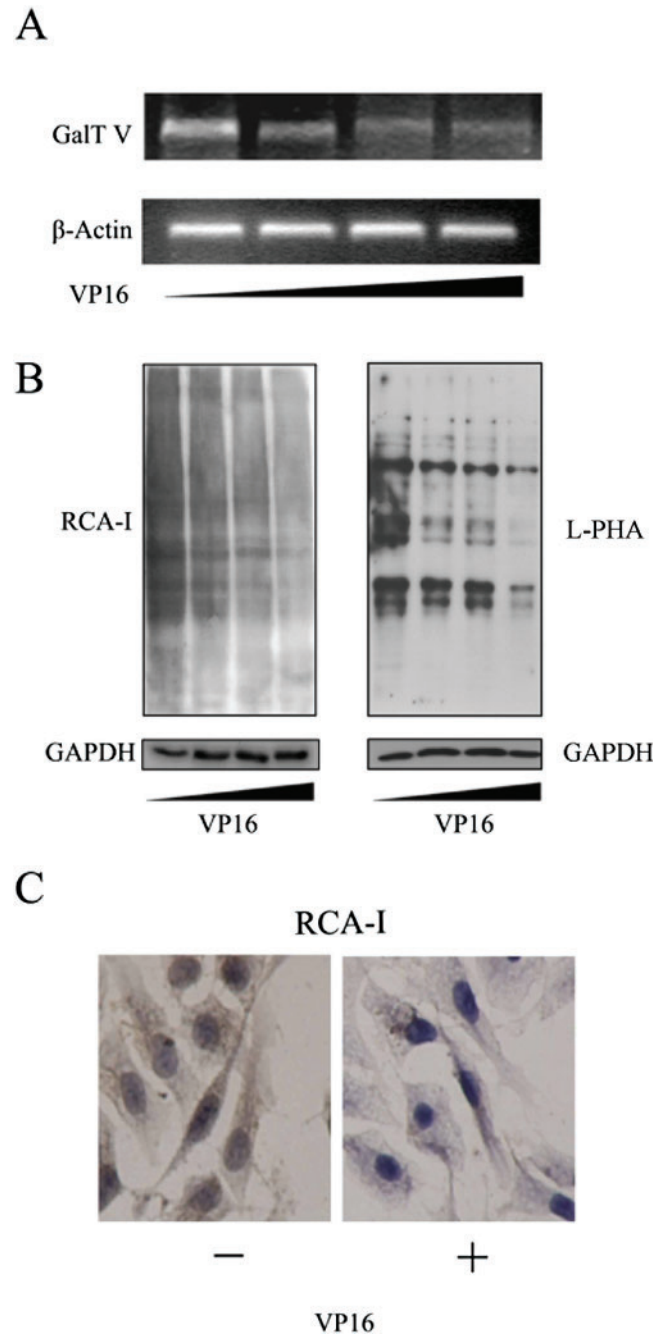 A
GalT V
β-Actin
VP16
B
RCA-I
L-PHA
GAPDH
GAPDH
VP16
VP16
C
RCA-I
− +
VP16